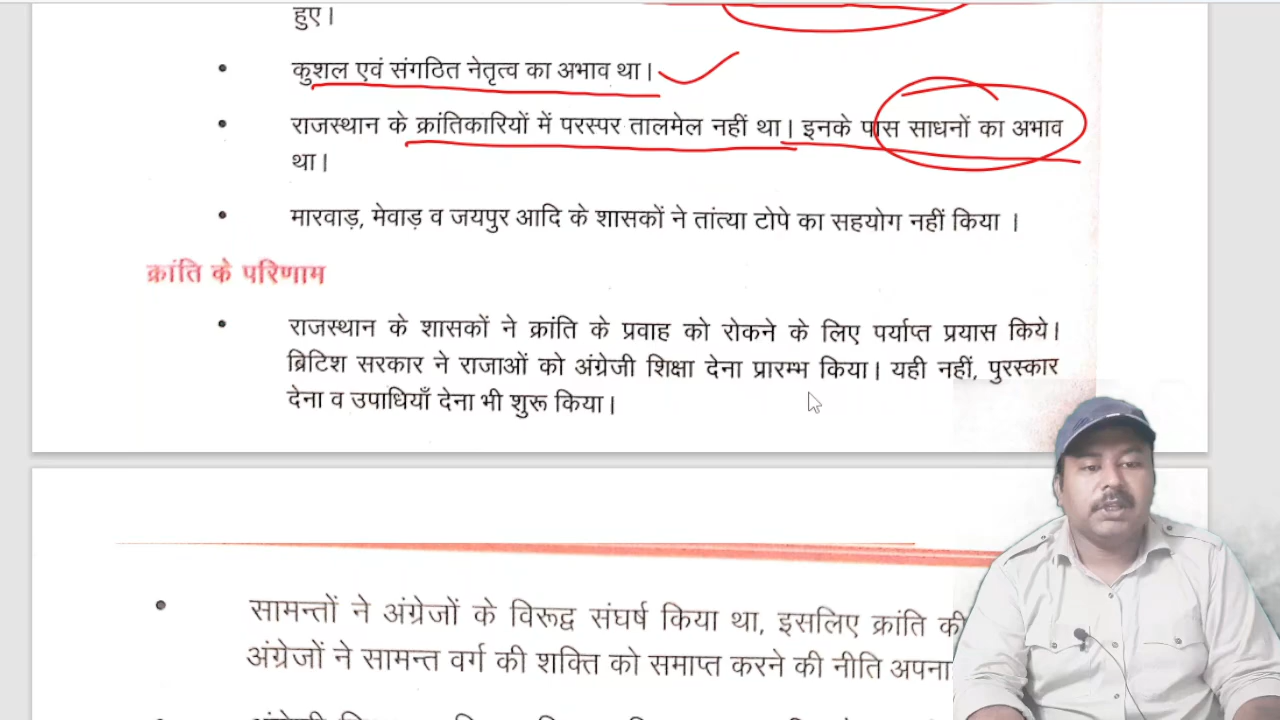 हुए।
कुशल एवं संगठित नेतृत्व का अभाव था।
राजस्थान के क्रांतिकारियों में परस्पर तालमेल नहीं था। इनके पास साधनों का अभाव
था।
मारवाड़, मेवाड़ व जयपुर आदि के शासकों ने तांत्या टोपे का सहयोग नहीं किया ।
क्रांति के परिणाम
राजस्थान के शासकों ने क्रांति के प्रवाह को रोकने के लिए पर्याप्त प्रयास किये।
ब्रिटिश सरकार ने राजाओं को अंग्रेजी शिक्षा देना प्रारम्भ किया। यही नहीं, पुरस्कार
देना व उपाधियाँ देना भी शुरू किया।
सामन्तों ने अंग्रेजों के विरूद्व संघर्ष किया था, इसलिए क्रांति की
अंग्रेजों ने सामन्त वर्ग की शक्ति को समाप्त करने की नीति अपना